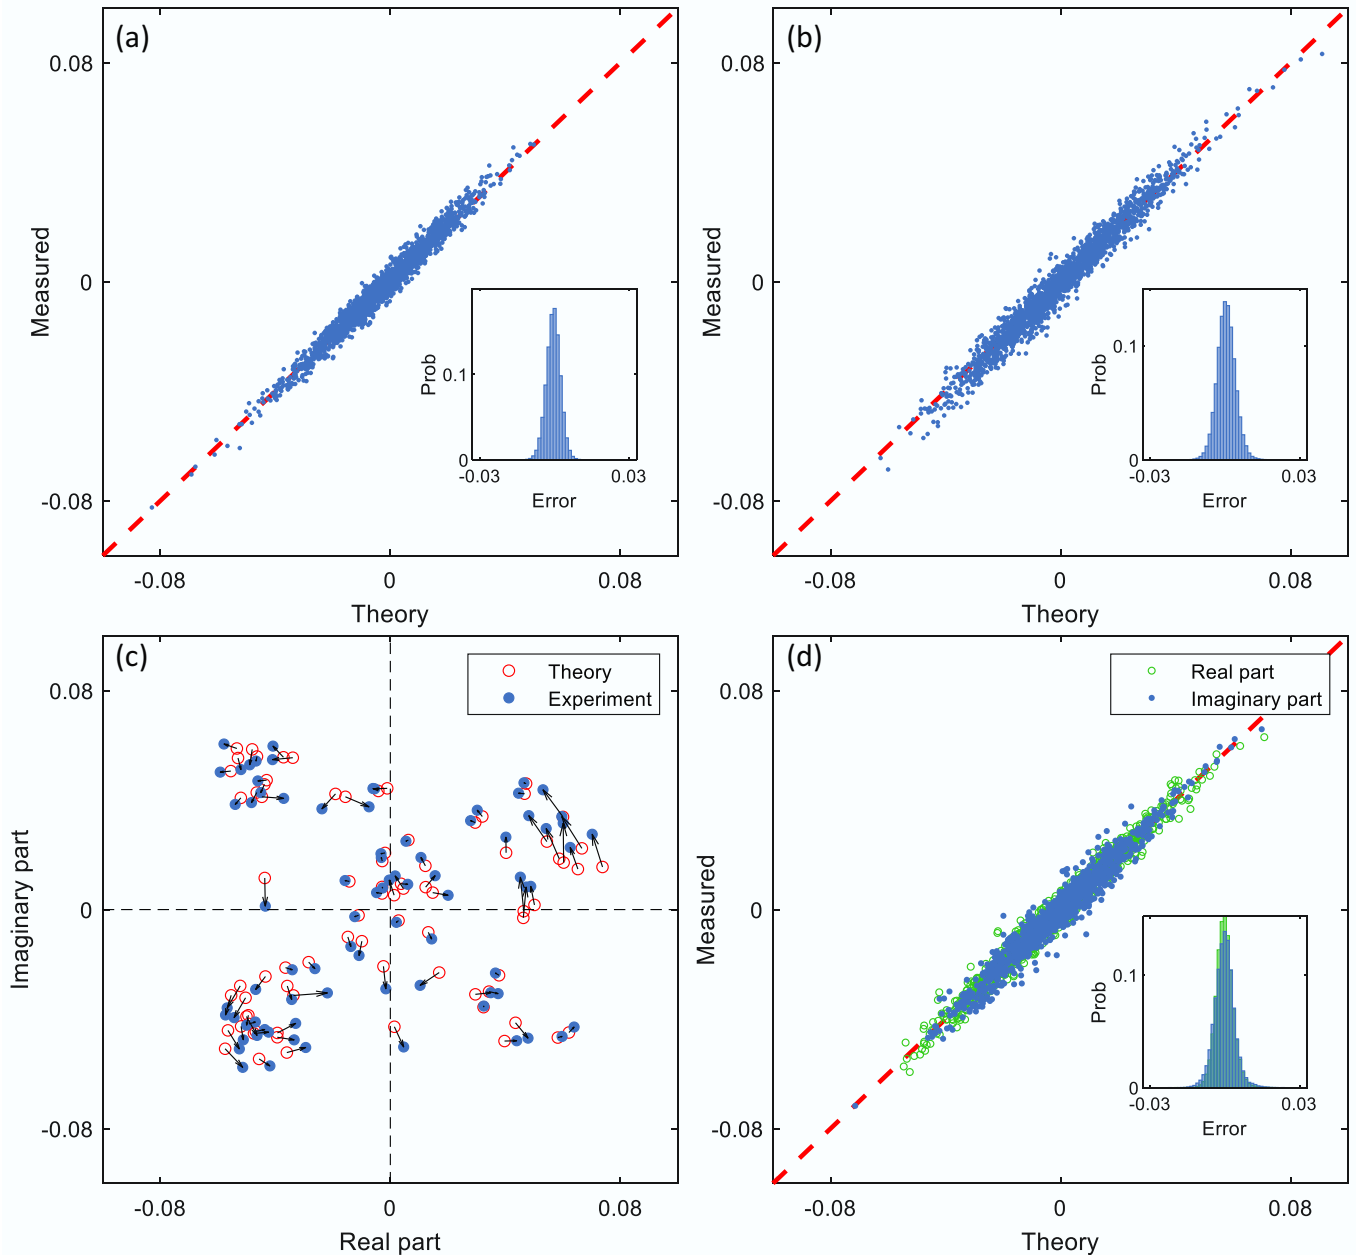 (a)
0.08
0
-0.08
Measured
-0.08
0
0.08
Theory
Prob
0.1
0
-0.03
0.03
Error
(b)
0.08
0
-0.08
Measured
-0.08
0
0.08
Theory
Prob
0.1
0
-0.03
0.03
Error
(c)
Theory
Experiment
0.08
0
-0.08
Imaginary part
-0.08
0
0.08
Real part
(d)
Real part
Imaginary part
0.08
0
-0.08
Measured
-0.08
0
0.08
Theory
Prob
0.1
0
-0.03
0.03
Error